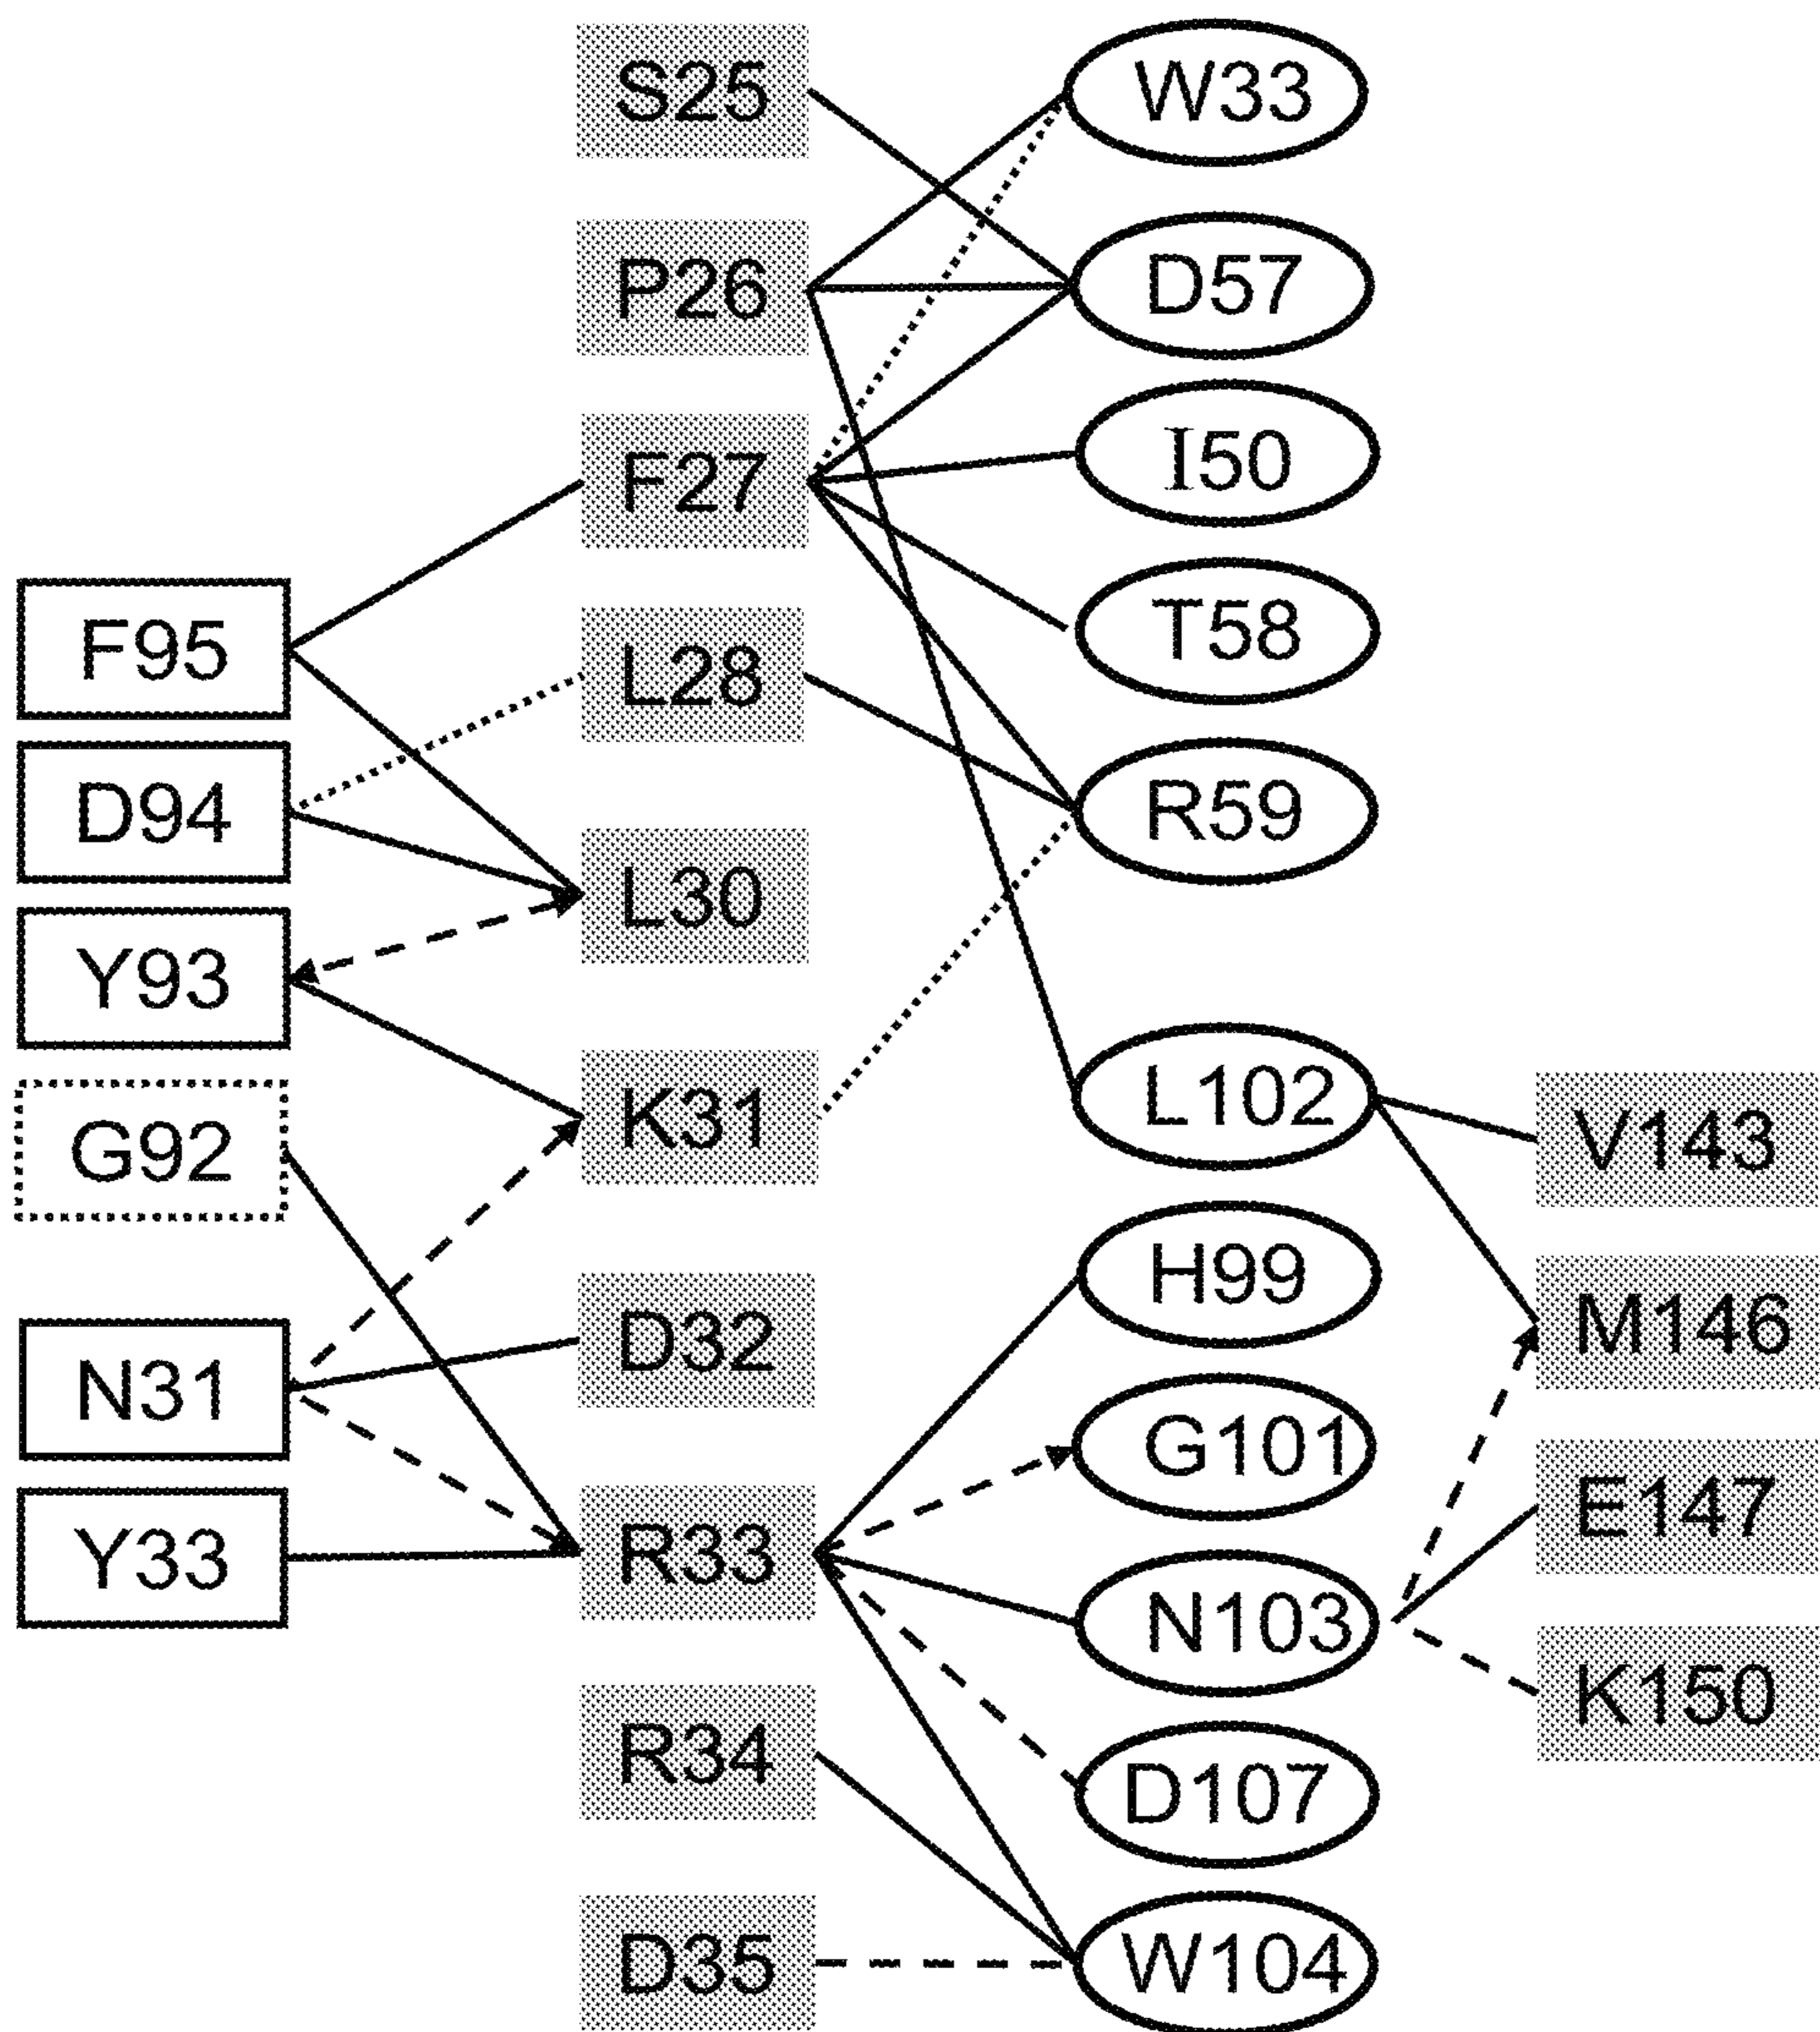 S25
P26
F27
L28
L30
K31
D32
R33
R34
D35
F95
D94
Y93
G92
N31
Y33
W33
D57
I50
T58
R59
L102
H99
G101
N103
D107
W104
V143
M146
E147
K150